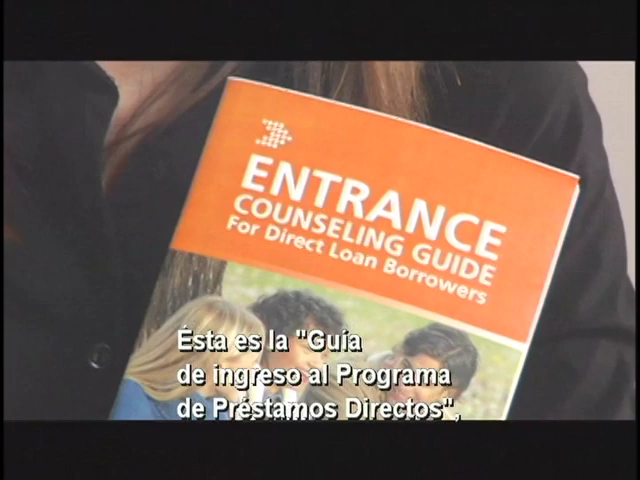 ENTRANCE
COUNSELING GUIDE
For Direct Loan Borrowers
Ésta es la "Guía
de ingreso al Programa
de Préstamos Directos",